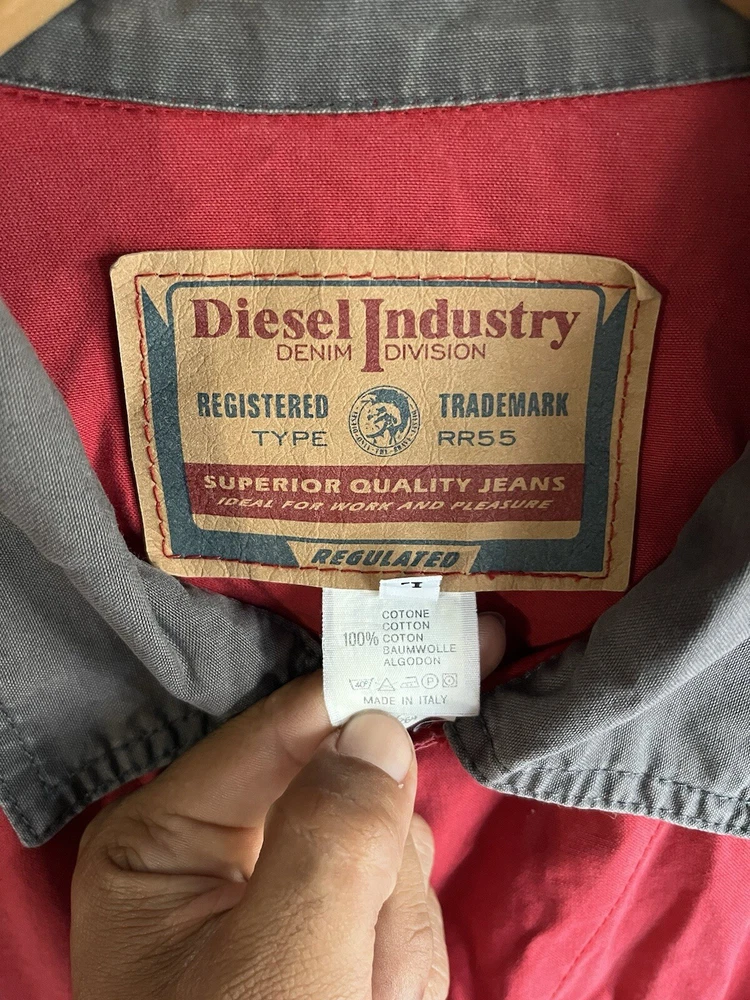 Diesel Industry
DENIM DIVISION
REGISTERED TRADEMARK
TYPE RR55
SUPERIOR QUALITY JEANS
IDEAL FOR WORK AND PLEASURE
REGULATED
COTONE
COTTON
100% COTON
BAUMWOLLE
ALGODON
40° P
MADE IN ITALY